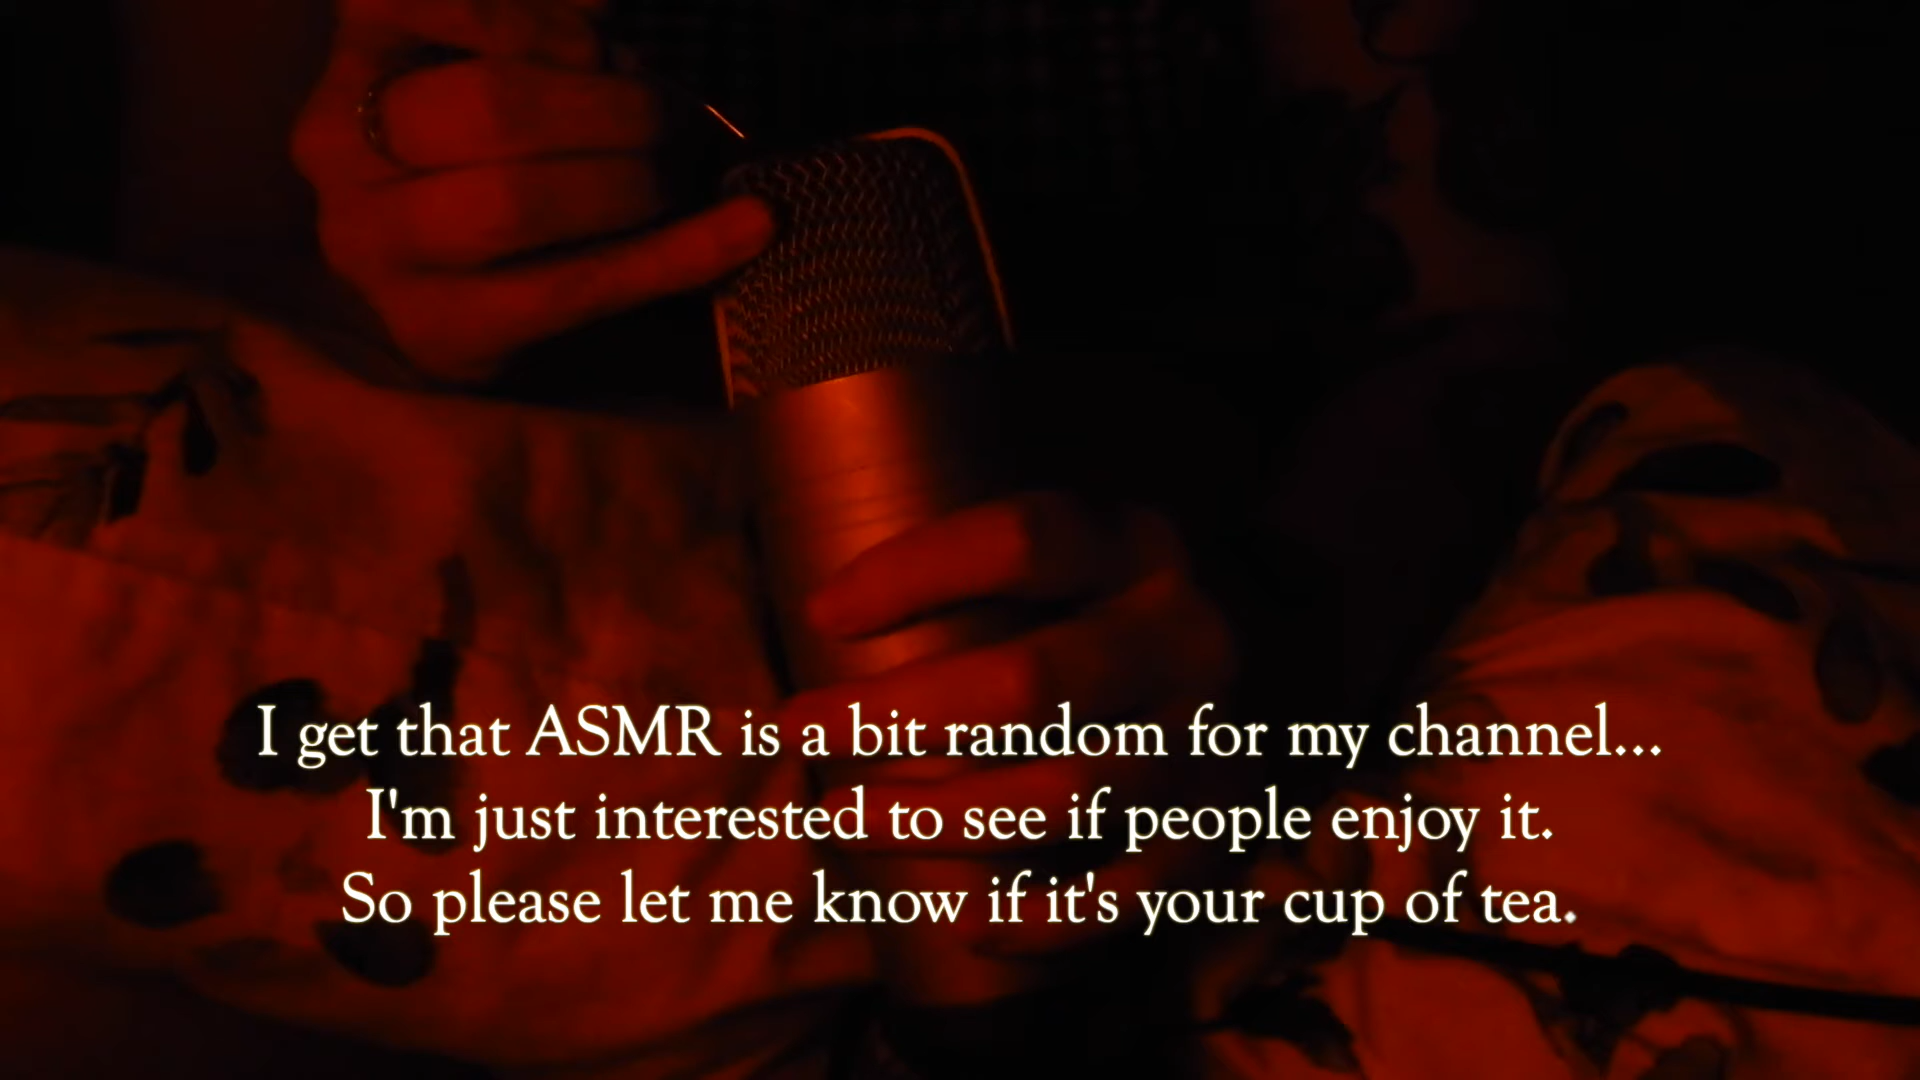 I get that ASMR is a bit random for my channel...
I'm just interested to see if people enjoy it.
So please let me know if it's your cup of tea.